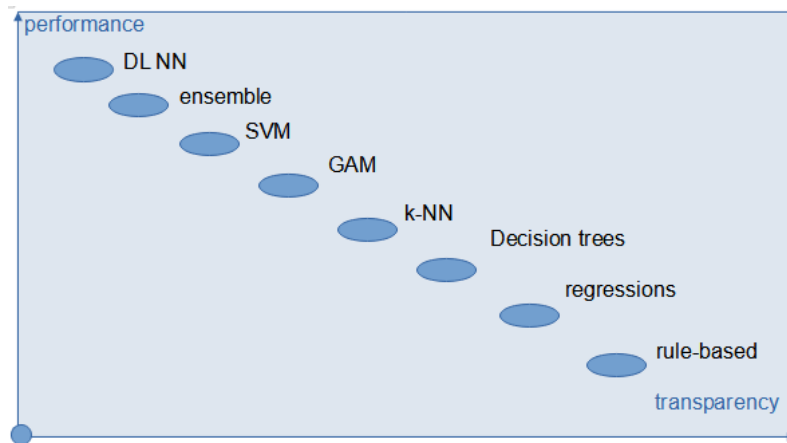 performance
DL NN
ensemble
SVM
GAM
k-NN
Decision trees
regressions
rule-based
transparency